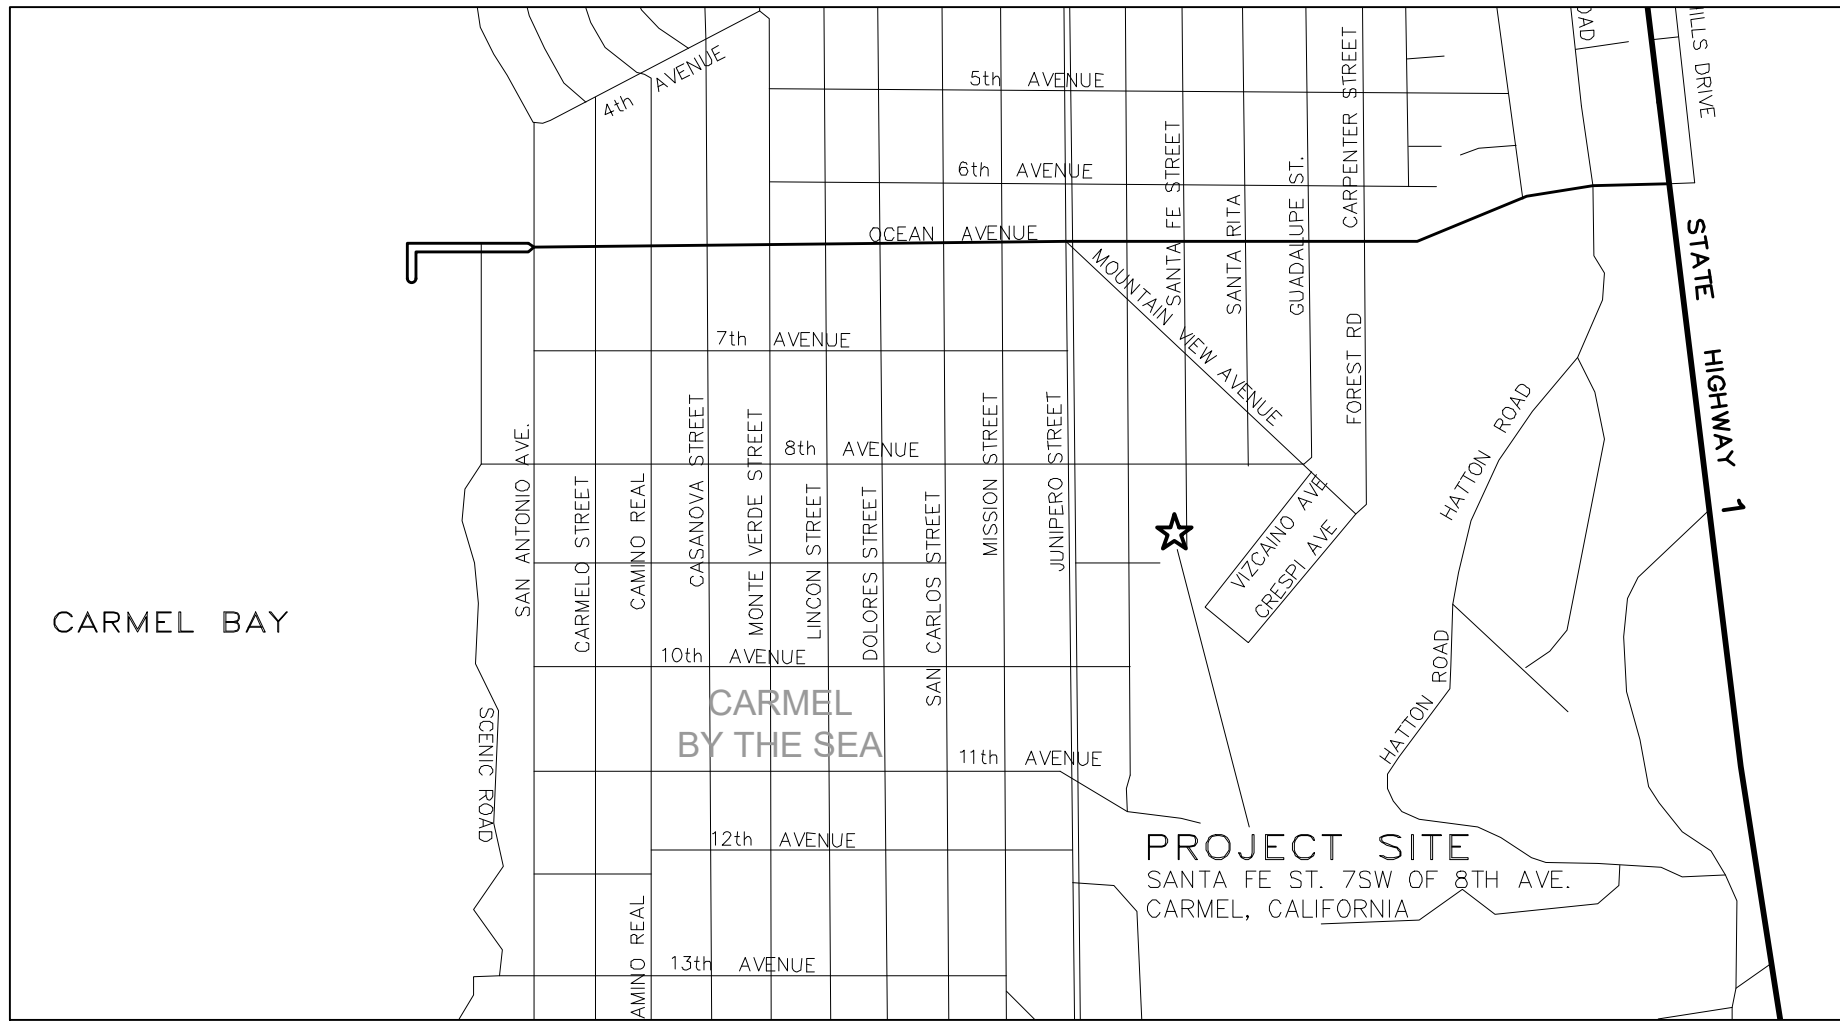 4th AVENUE
5th AVENUE
6th AVENUE
OCEAN AVENUE
SANTA FE STREET
SANTA RITA
GUADALUPE ST.
CARPENTER STREET
OAD
HILLS DRIVE
MOUNTAIN VIEW AVENUE
FOREST RD
STATE HIGHWAY 1
7th AVENUE
8th AVENUE
HATTON ROAD
SAN ANTONIO AVE.
CARMELO STREET
CAMINO REAL
CASANOVA STREET
MONTE VERDE STREET
LINCON STREET
DOLORES STREET
SAN CARLOS STREET
MISSION STREET
JUNIPERO STREET
VIZCAINO AVE
CRESPI AVE
CARMEL BAY
10th AVENUE
HATTON ROAD
CARMEL
BY THE SEA
SCENIC ROAD
11th AVENUE
12th AVENUE
PROJECT SITE
SANTA FE ST. 7SW OF 8TH AVE.
CARMEL, CALIFORNIA
AMINO REAL
13th AVENUE